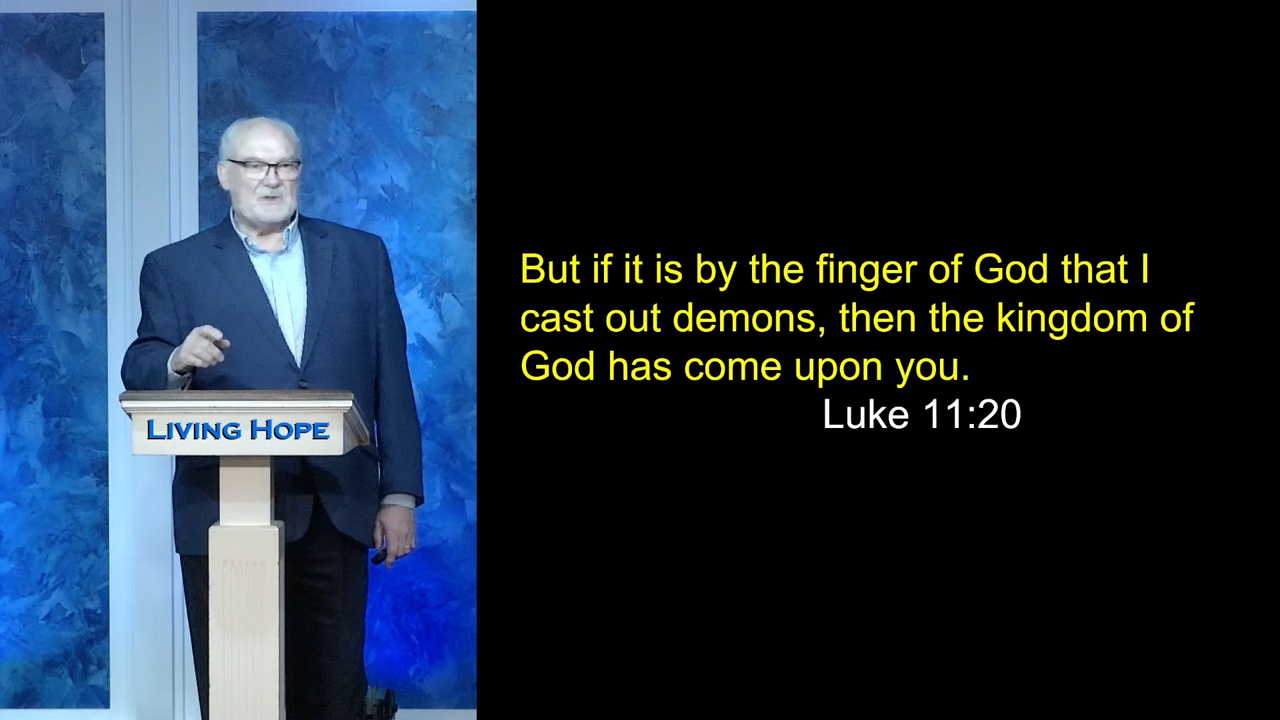 LIVING HOPE
But if it is by the finger of God that I
cast out demons, then the kingdom of
God has come upon you.
Luke 11:20